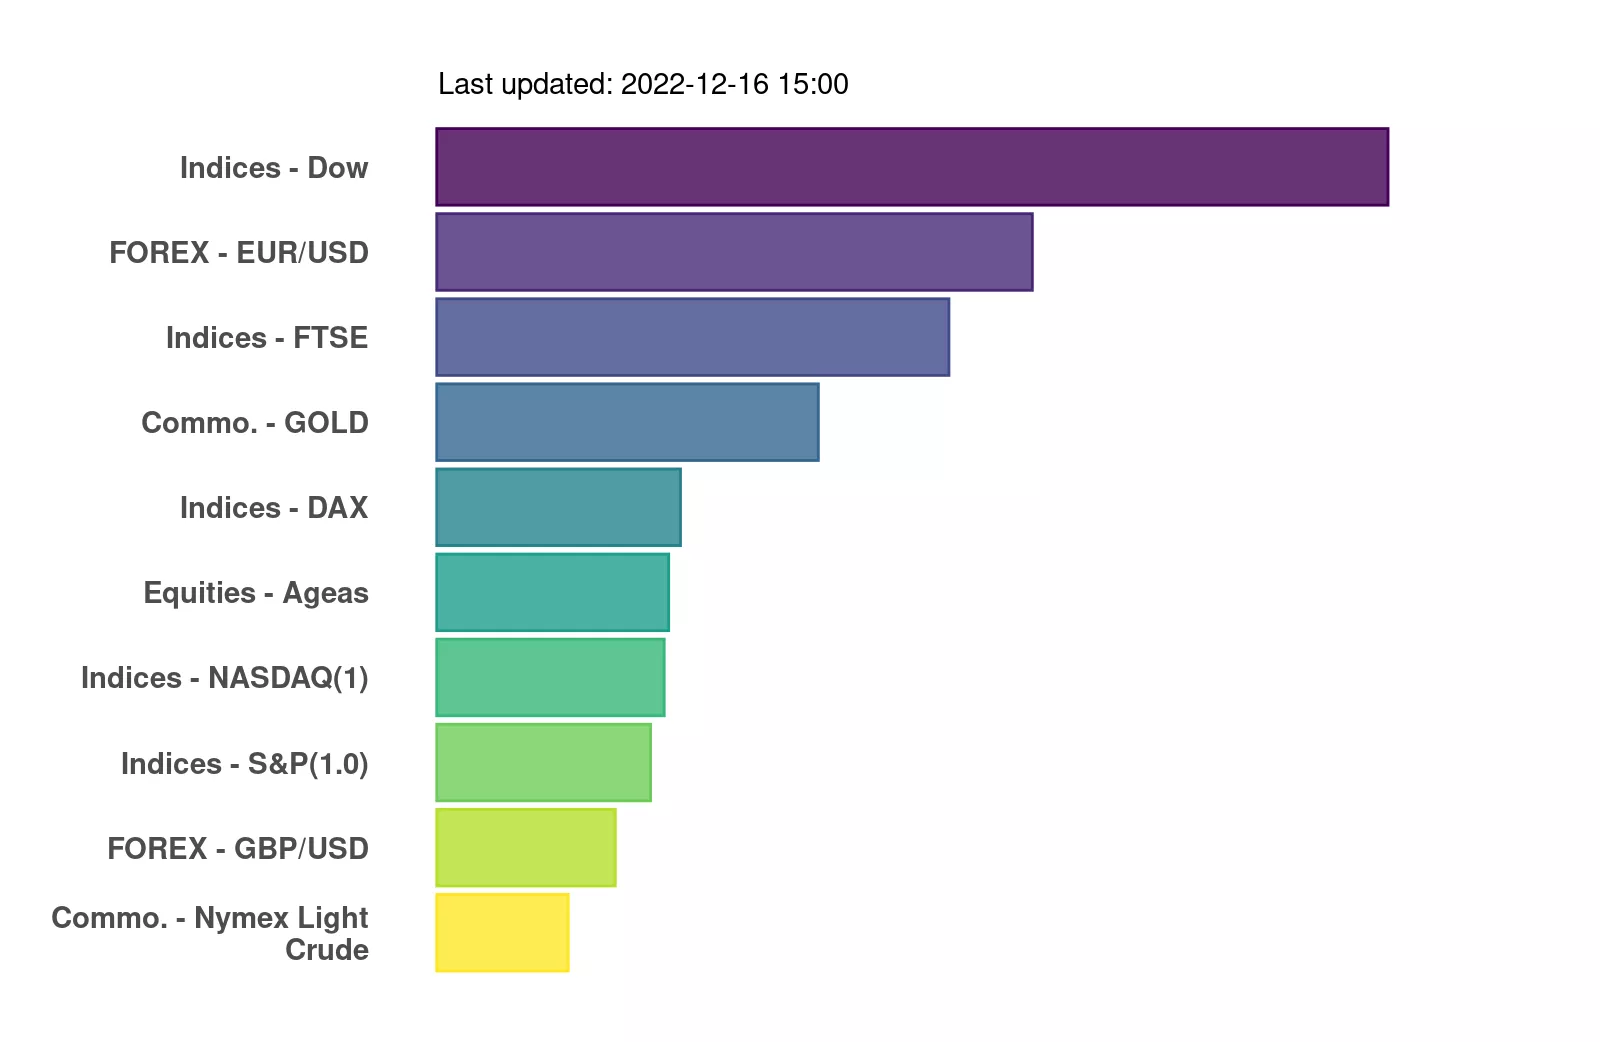 Last updated: 2022-12-16 15:00
Indices - Dow
FOREX - EUR/USD
Indices - FTSE
Commo. - GOLD
Indices - DAX
Equities - Ageas
Indices - NASDAQ(1)
Indices - S&P(1.0)
FOREX - GBP/USD
Commo. - Nymex Light
Crude